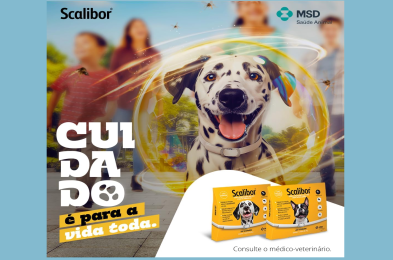 Scalibor
MSD
Saúde Animal
CUI
DA
DO
é para a
vida toda.
Scalibor
Scalibor
Consulte o médico-veterinário.